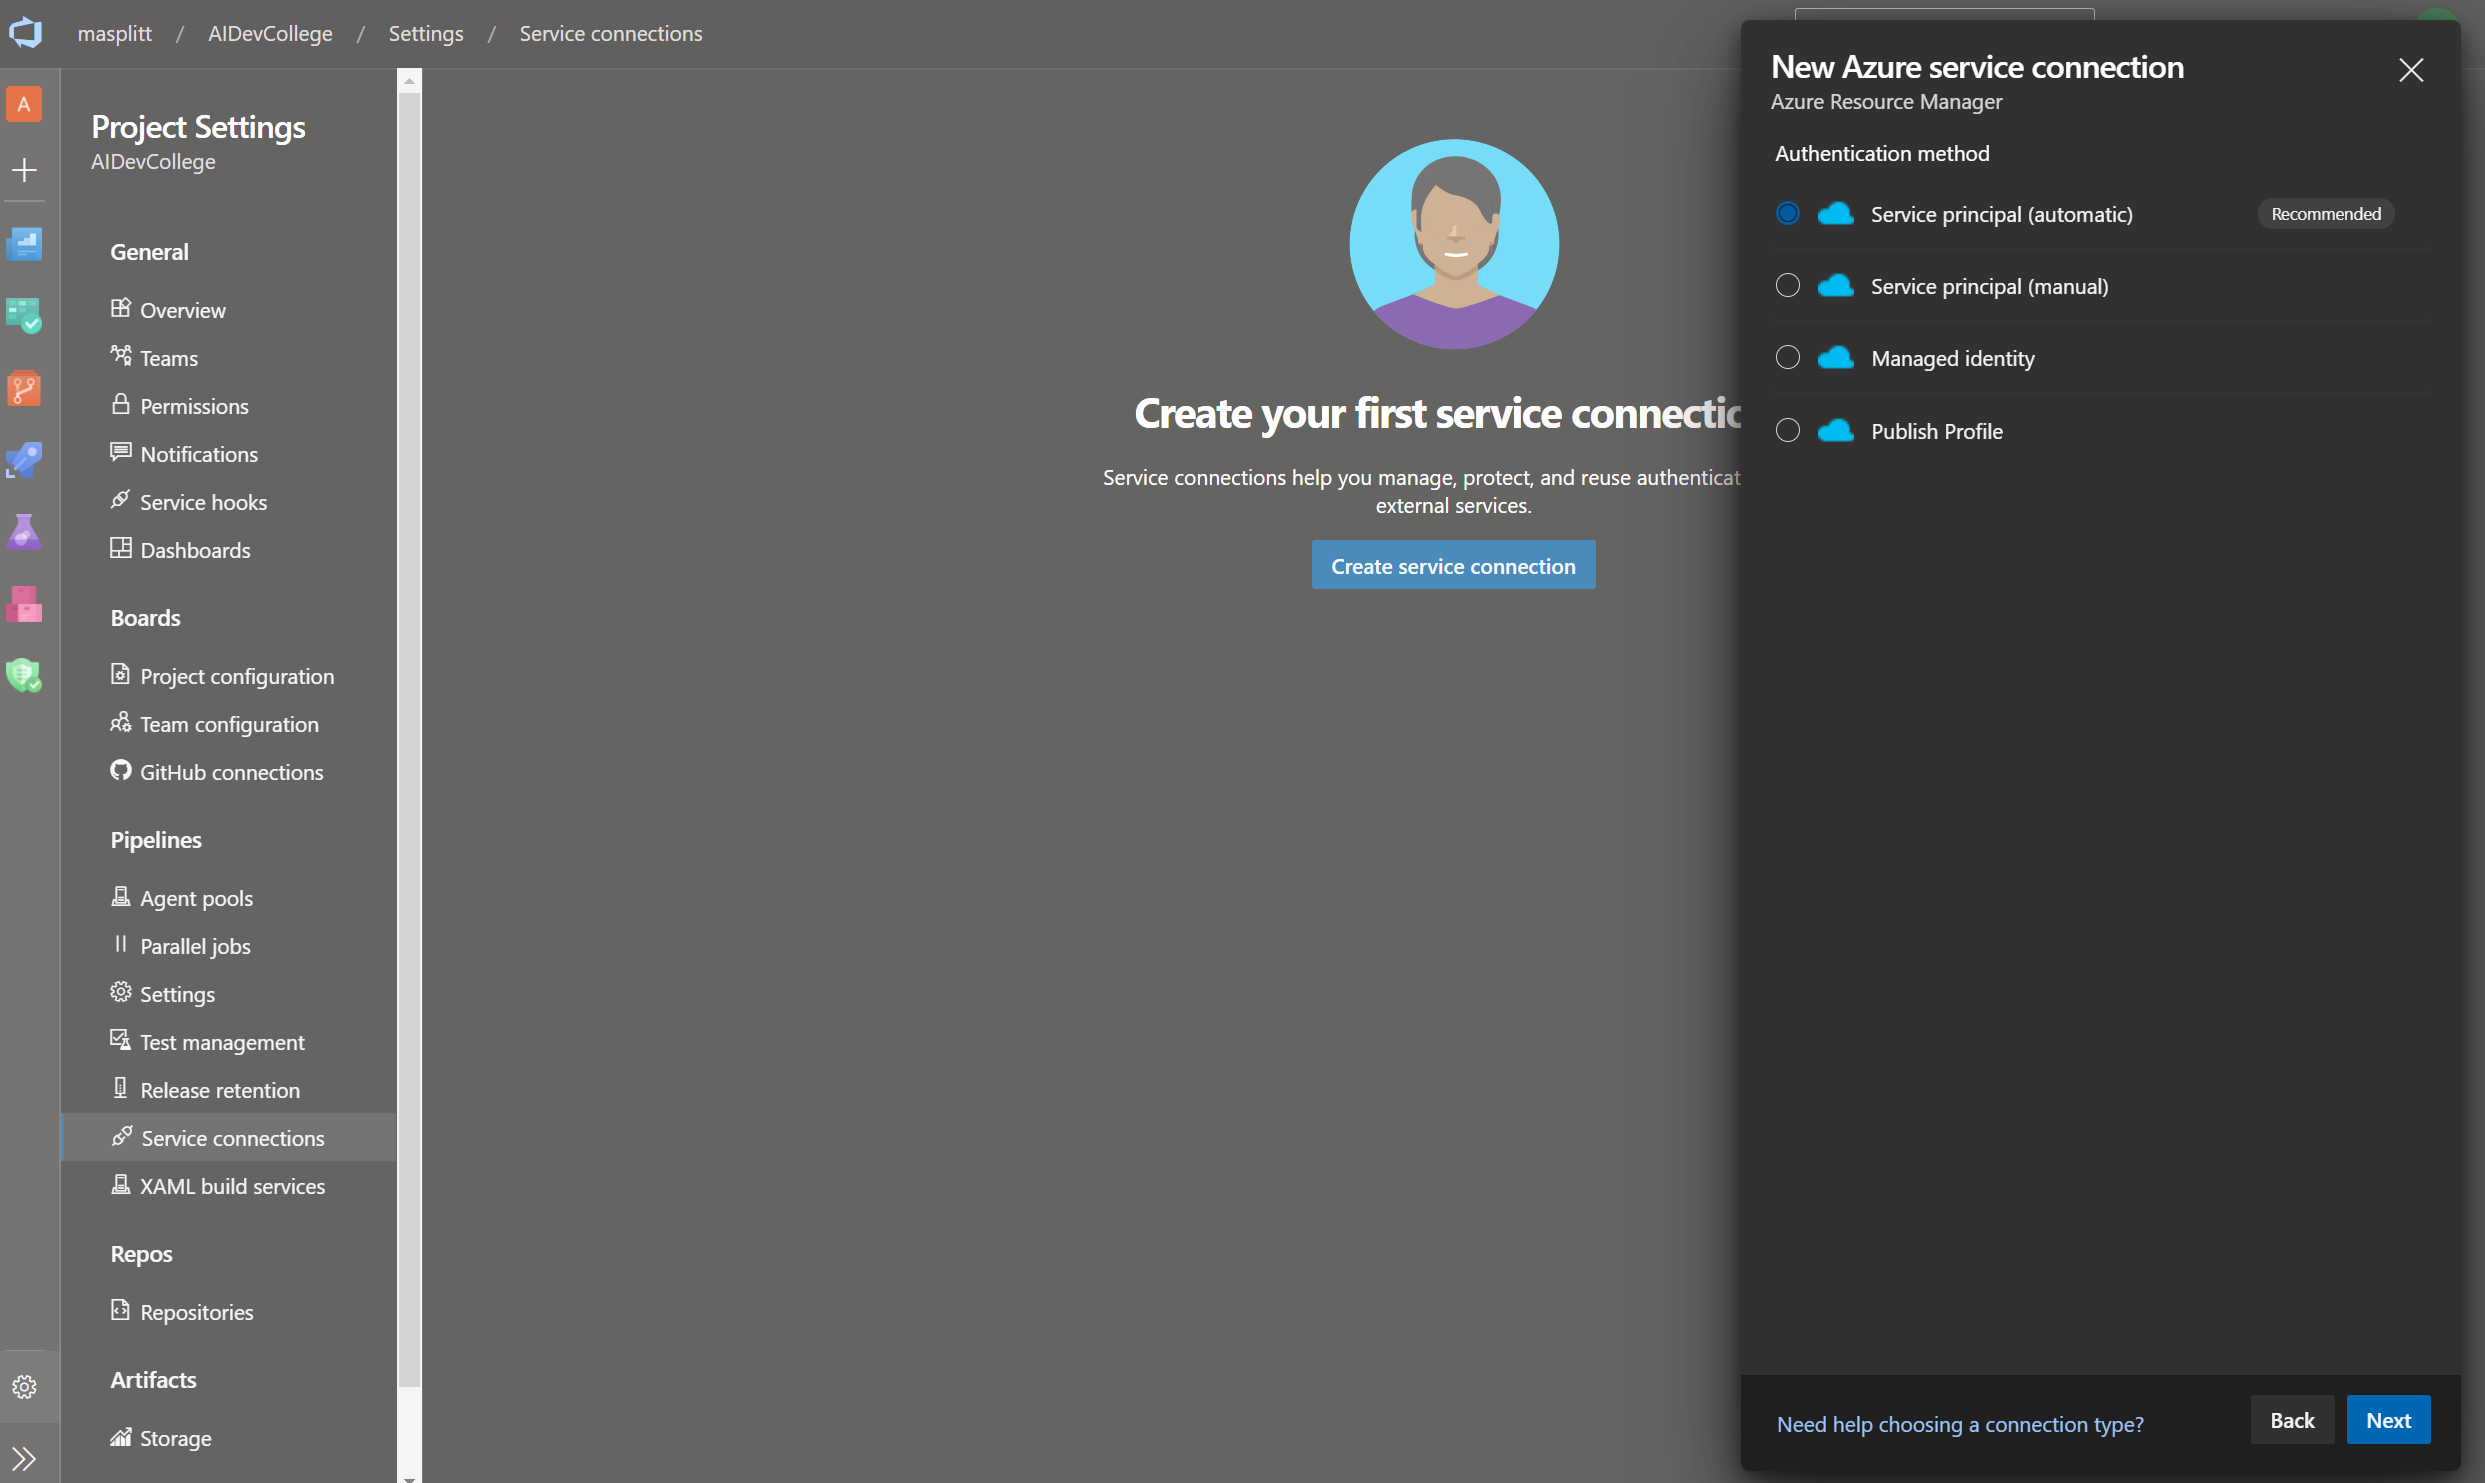 masplitt / AIDevCollege / Settings / Service connections
A
Project Settings
AIDevCollege
General
Overview
Teams
Permissions
Notifications
Service hooks
Dashboards
Boards
Project configuration
Team configuration
GitHub connections
Pipelines
Agent pools
Parallel jobs
Settings
Test management
Release retention
Service connections
XAML build services
Repos
Repositories
Artifacts
Storage
Create your first service connectio
Service connections help you manage, protect, and reuse authenticat
external services.
Create service connection
New Azure service connection
Azure Resource Manager
Authentication method
Service principal (automatic) Recommended
Service principal (manual)
Managed identity
Publish Profile
Need help choosing a connection type? Back Next